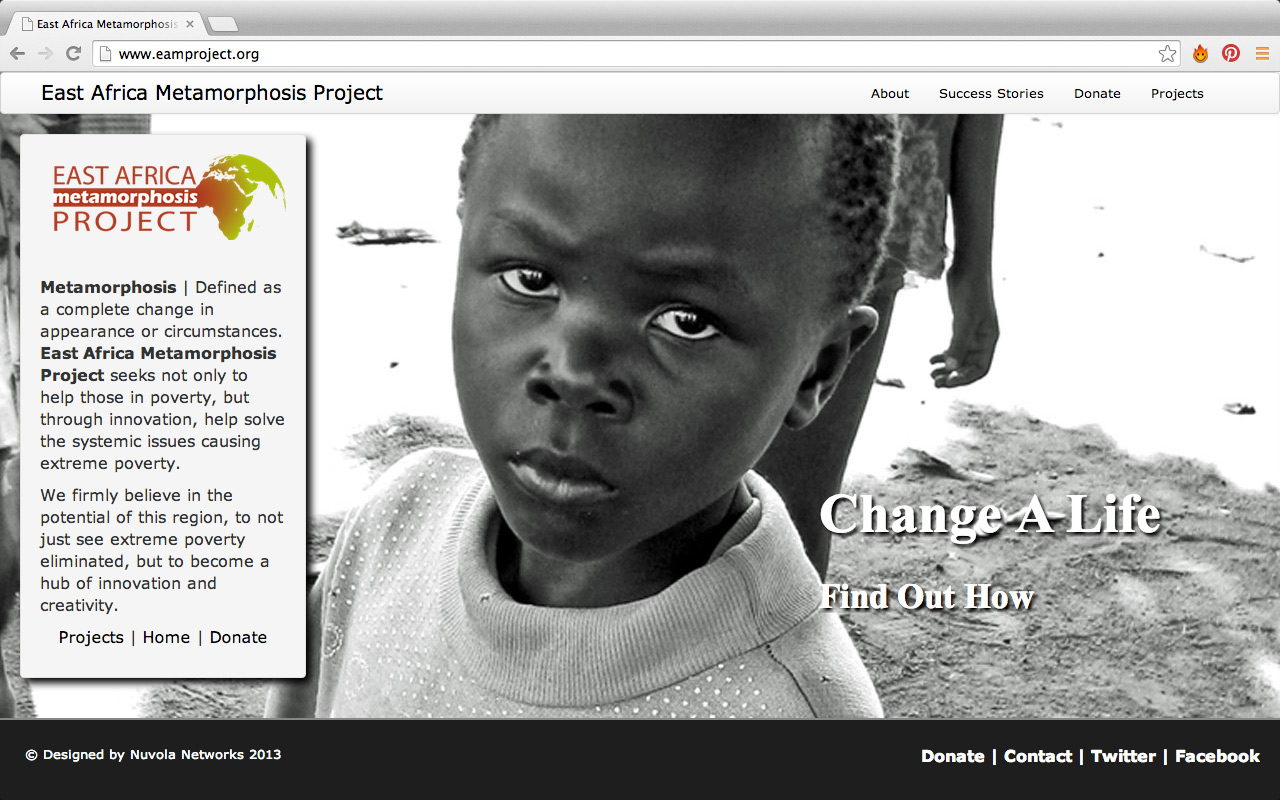 East Africa Metamorphosis
www.eamproject.org
East Africa Metamorphosis Project
About Success Stories Donate Projects
EAST AFRICA
metamorphosis
PROJECT
Metamorphosis | Defined as
a complete change in
appearance or circumstances.
East Africa Metamorphosis
Project seeks not only to
help those in poverty, but
through innovation, help solve
the systemic issues causing
extreme poverty.
We firmly believe in the
potential of this region, to not
just see extreme poverty
eliminated, but to become a
hub of innovation and
creativity.
Projects | Home | Donate
Change A Life
Find Out How
© Designed by Nuvola Networks 2013
Donate | Contact | Twitter | Facebook